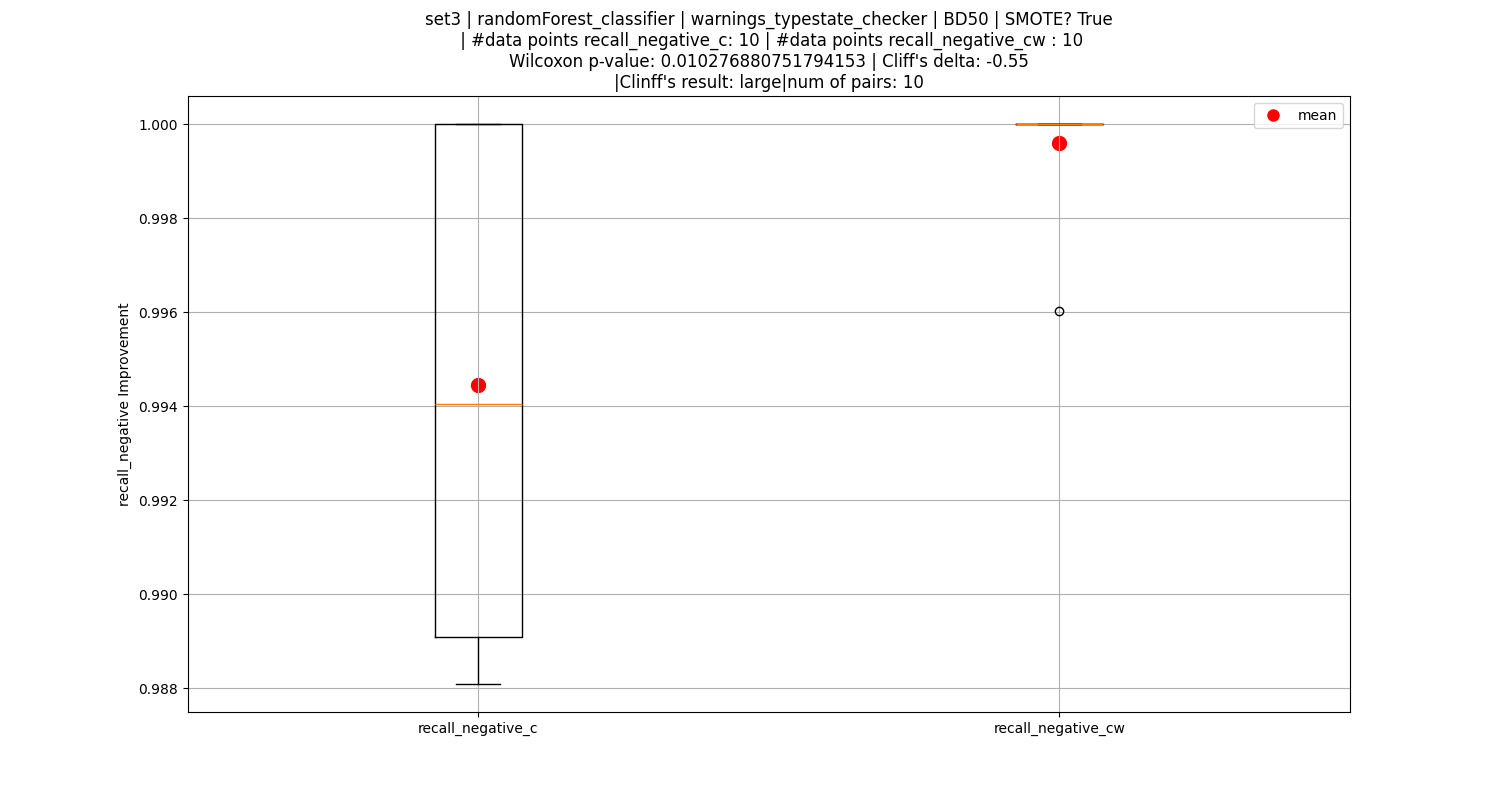 set3 | randomForest_classifier | warnings_typestate_checker | BD50 | SMOTE? True
| #data points recall_negative_c: 10 | #data points recall_negative_cw : 10
Wilcoxon p-value: 0.010276880751794153 | Cliff's delta: -0.55
|Clinff's result: large|num of pairs: 10
mean
recall_negative Improvement
1.000
0.998
0.996
0.994
0.992
0.990
0.988
recall_negative_c
recall_negative_cw